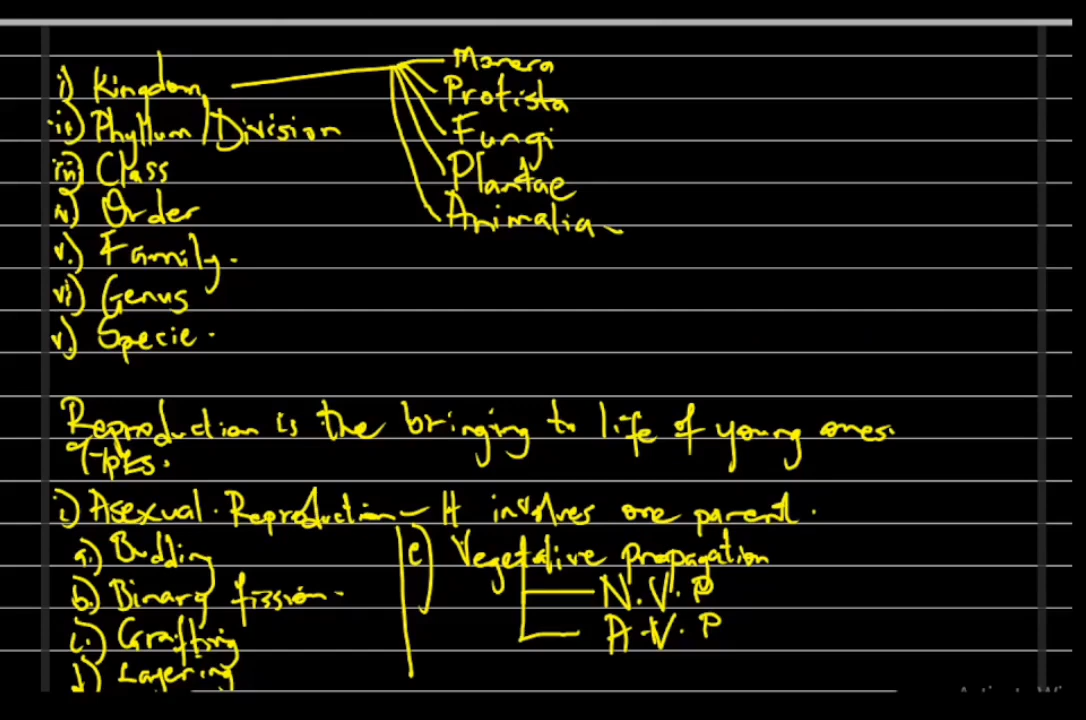 i) Kingdom
ii) Phyllum/Division
iii) Class
iv) Order
v.) Family.
vi) Genus
v) Specie.
Monera
Protista
Fungi
Plantae
Animalia
Reproduction is the bringing to life of young ones.
Types.
i) Asexual. Reproduction - It involves one parent.
a.) Budding
b.) Binary fission.
c.) Grafting
d.) Layering
e) Vegetative propagation
N.V.P
A.V.P